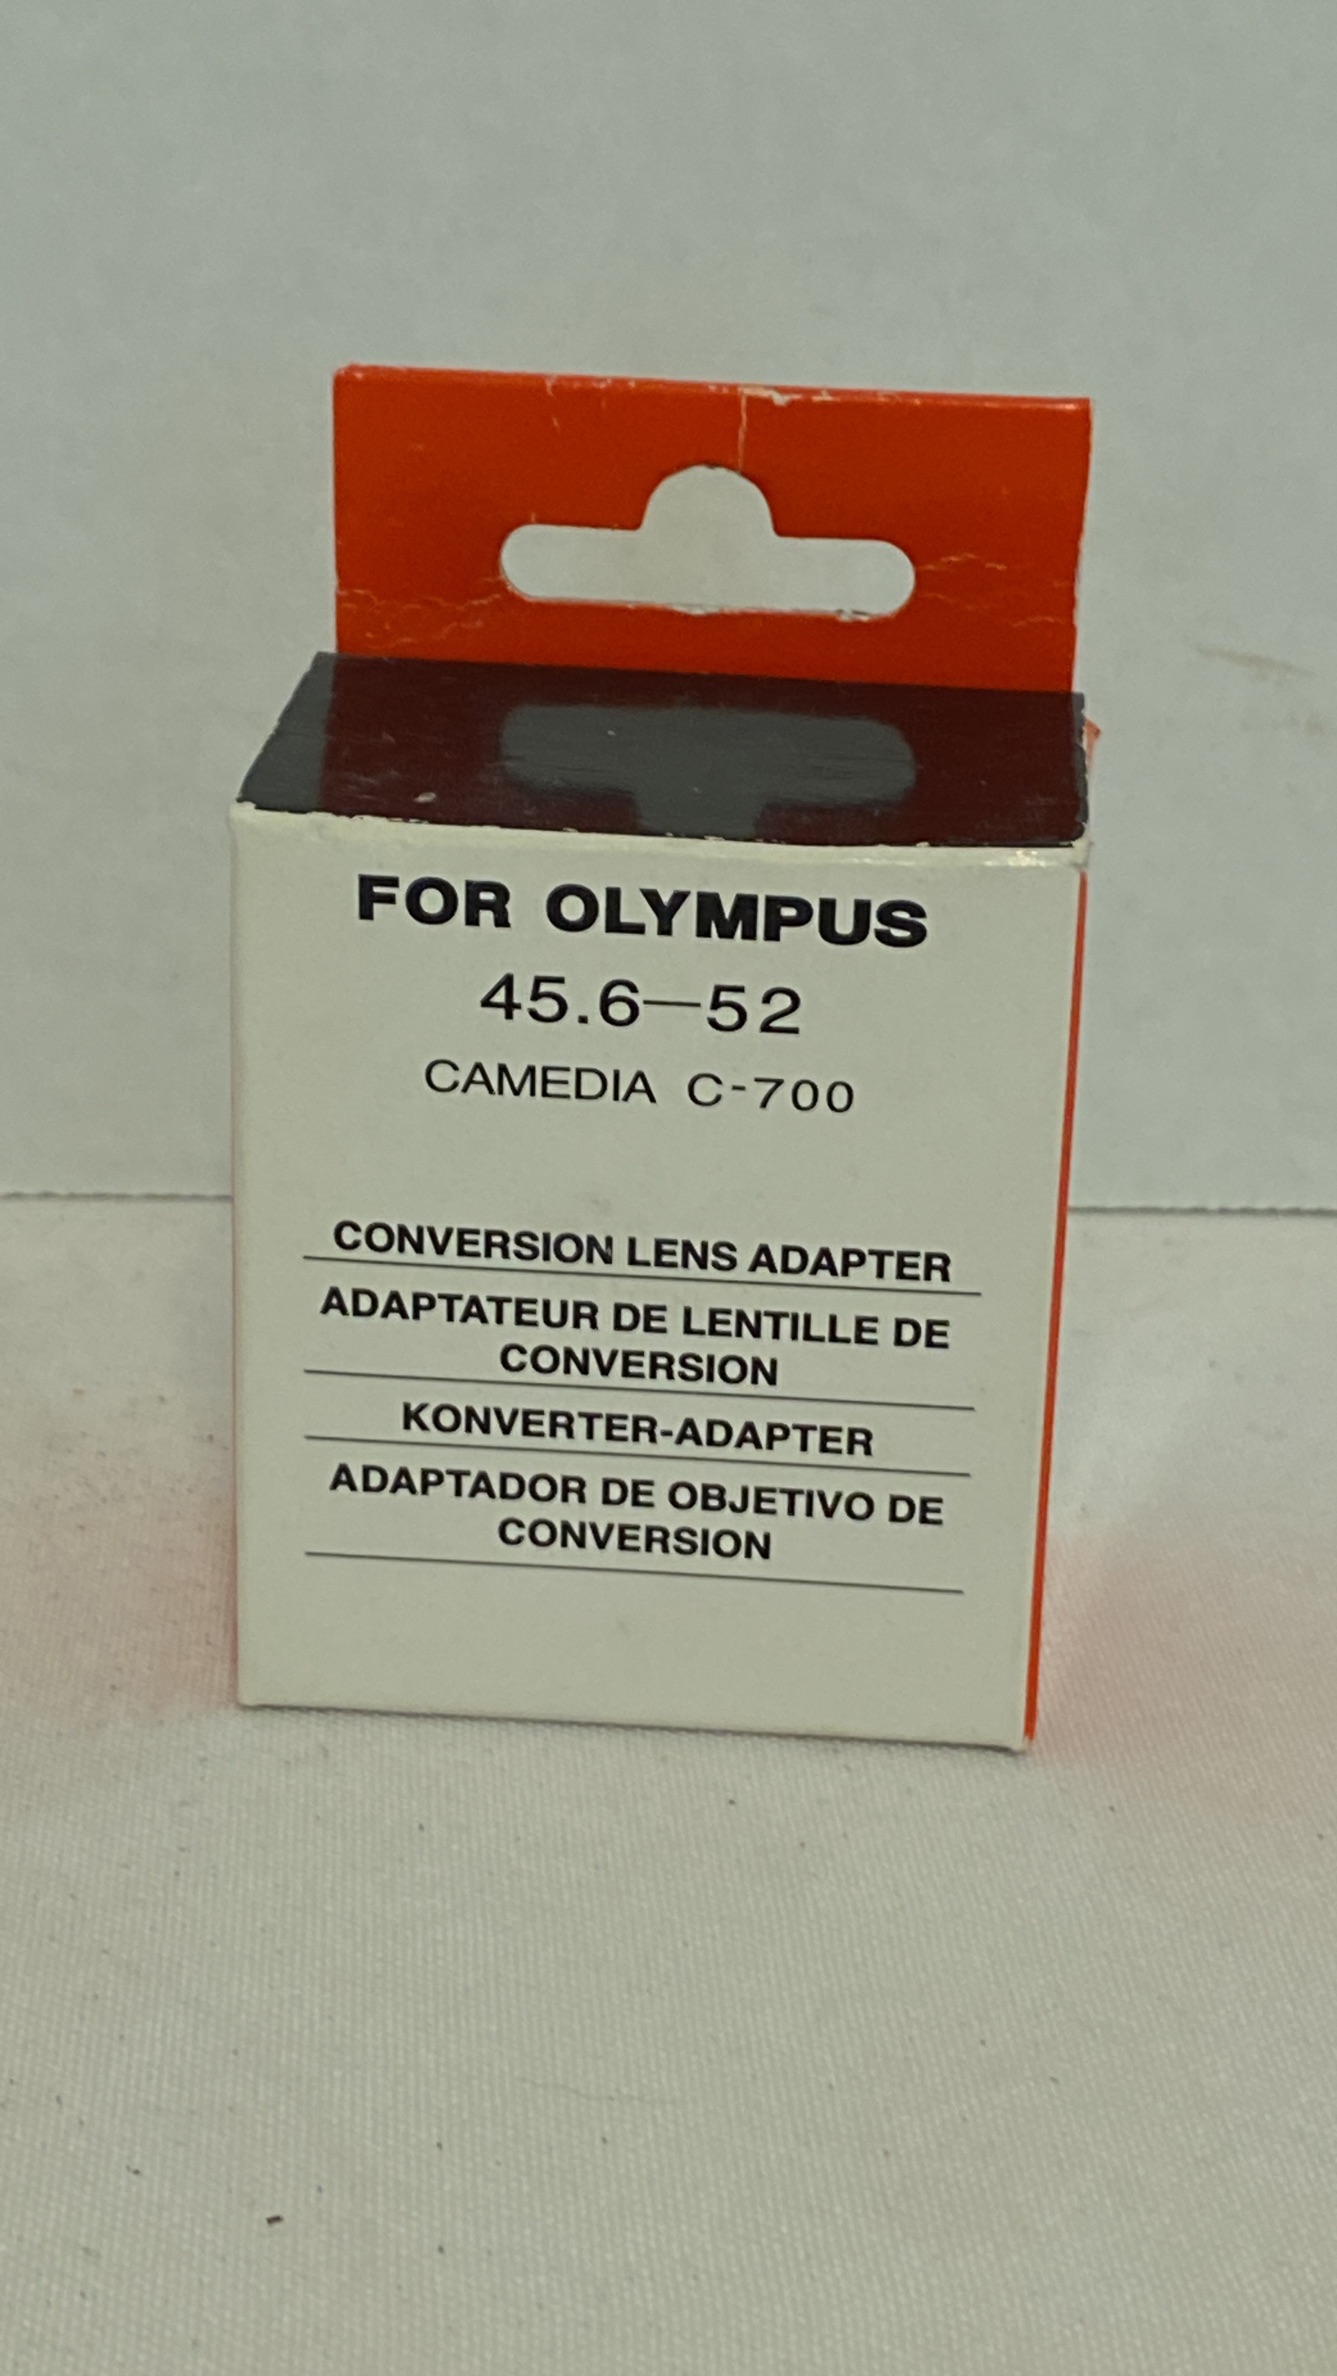 FOR OLYMPUS
45.6—52
CAMEDIA C-700
CONVERSION LENS ADAPTER
ADAPTATEUR DE LENTILLE DE
CONVERSION
KONVERTER-ADAPTER
ADAPTADOR DE OBJETIVO DE
CONVERSION